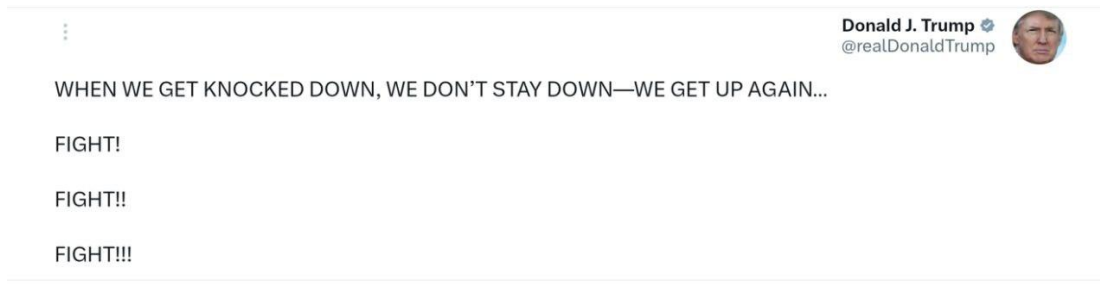 Donald J. Trump
@realDonaldTrump
WHEN WE GET KNOCKED DOWN, WE DON’T STAY DOWN—WE GET UP AGAIN...
FIGHT!
FIGHT!!
FIGHT!!!